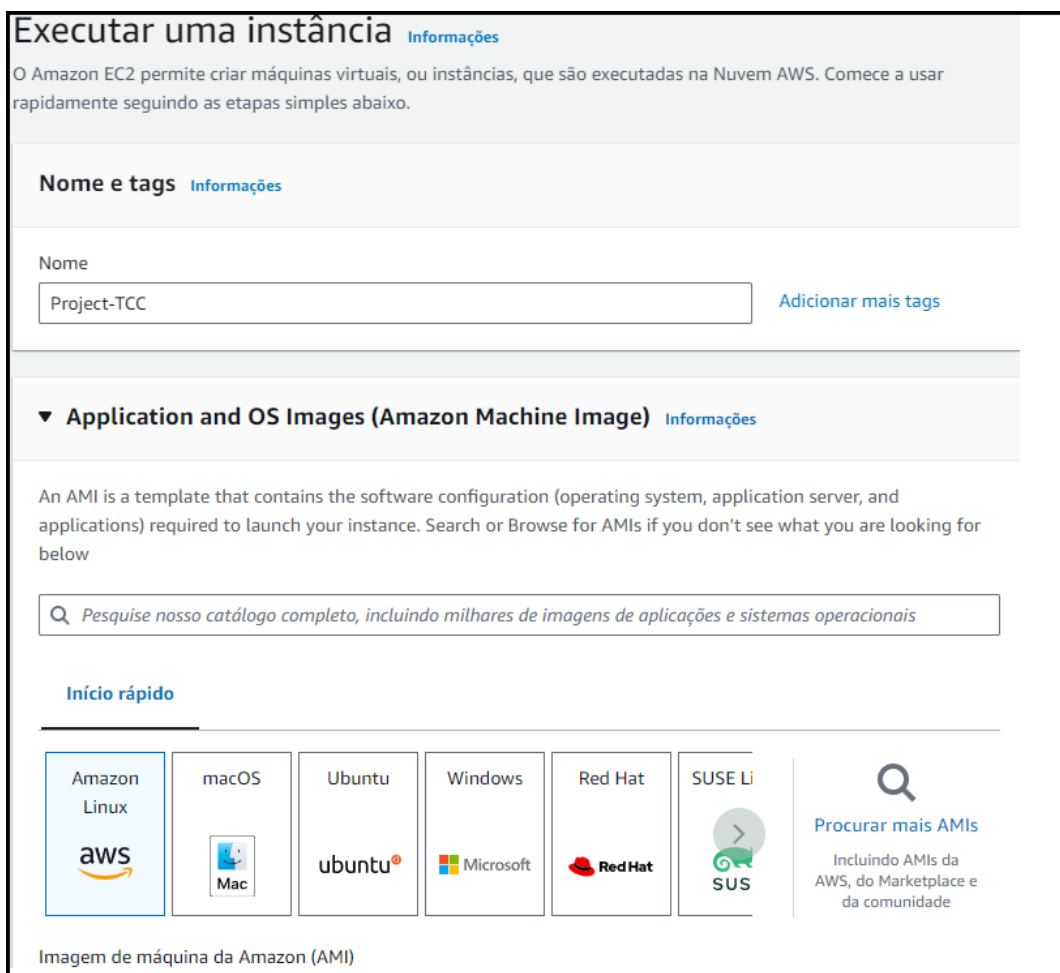 Executar uma instância Informações
O Amazon EC2 permite criar máquinas virtuais, ou instâncias, que são executadas na Nuvem AWS. Comece a usar
rapidamente seguindo as etapas simples abaixo.
Nome e tags Informações
Nome
Project-TCC
Adicionar mais tags
Application and OS Images (Amazon Machine Image) Informações
An AMI is a template that contains the software configuration (operating system, application server, and
applications) required to launch your instance. Search or Browse for AMIs if you don't see what you are looking for
below
Pesquise nosso catálogo completo, incluindo milhares de imagens de aplicações e sistemas operacionais
Início rápido
Amazon
Linux
aws
macOS
Mac
Ubuntu
ubuntu®
Windows
Microsoft
Red Hat
Red Hat
SUSE Li
SUS
Procurar mais AMIs
Incluindo AMIs da
AWS, do Marketplace e
da comunidade
Imagem de máquina da Amazon (AMI)